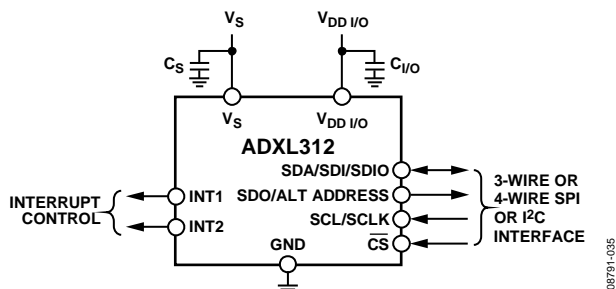 VS
VDD I/O
CS
CI/O
VS
VDD I/O
ADXL312
SDA/SDI/SDIO
SDO/ALT ADDRESS
SCL/SCLK
CS
INT1
INT2
GND
INTERRUPT
CONTROL
3-WIRE OR
4-WIRE SPI
OR I2C
INTERFACE
08791-035